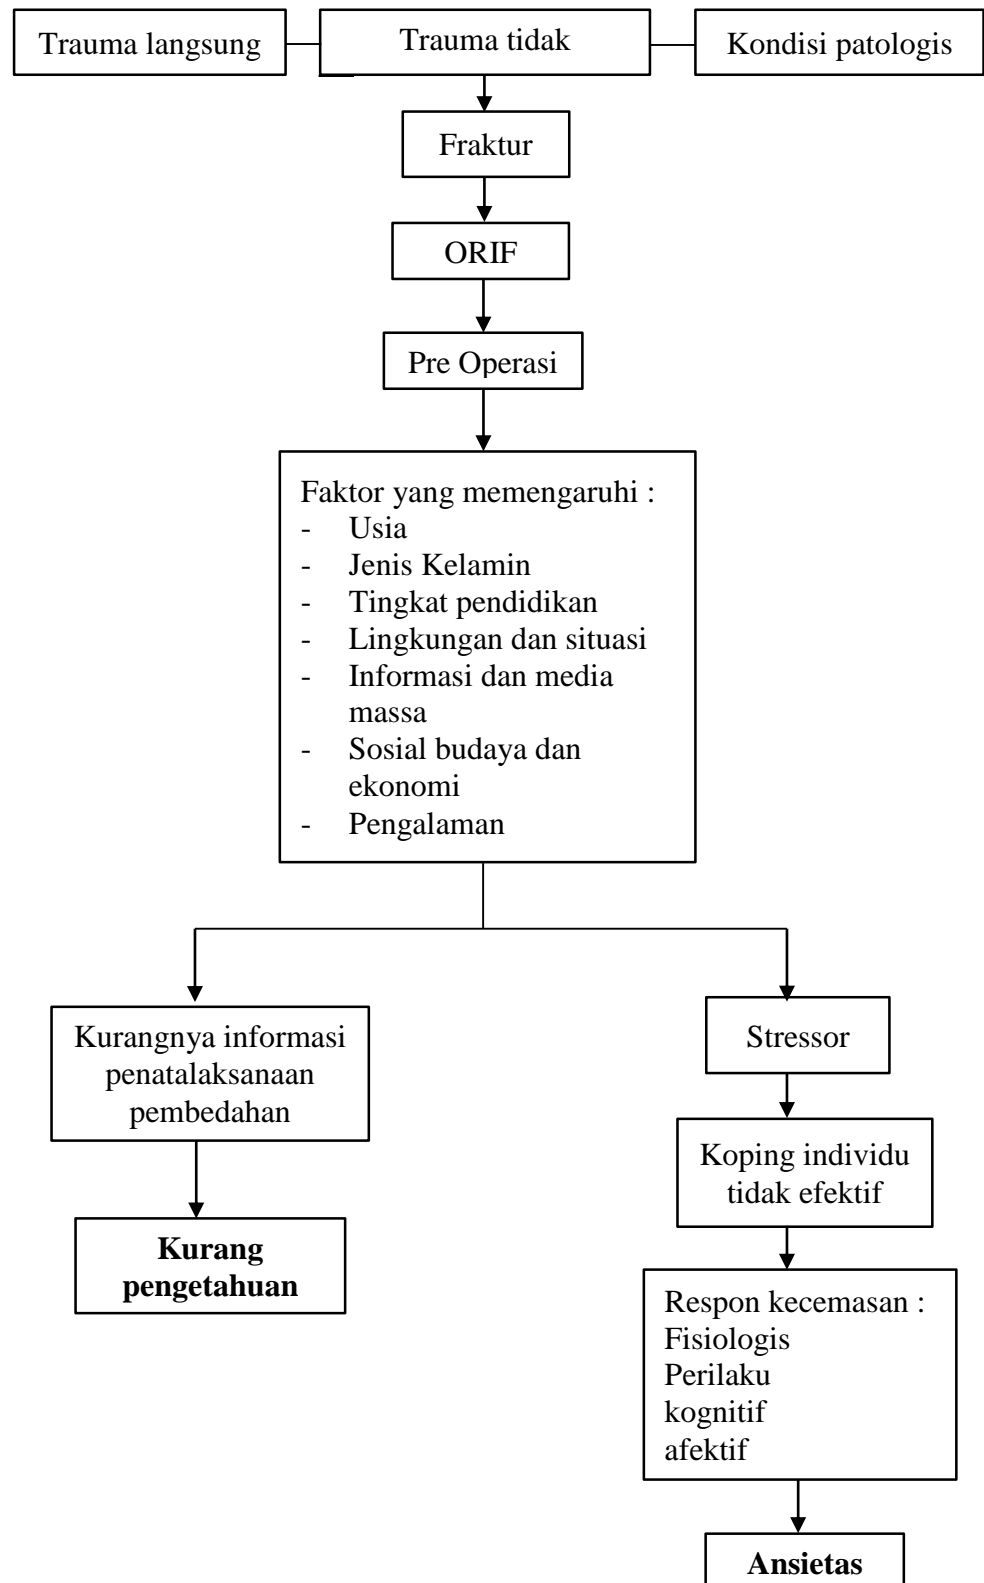 Trauma langsung
Trauma tidak
Kondisi patologis
Fraktur
ORIF
Pre Operasi
Faktor yang memengaruhi :
- Usia
- Jenis Kelamin
- Tingkat pendidikan
- Lingkungan dan situasi
- Informasi dan media
massa
- Sosial budaya dan
ekonomi
- Pengalaman
Kurangnya informasi
penatalaksanaan
pembedahan
Kurang
pengetahuan
Stressor
Koping individu
tidak efektif
Respon kecemasan :
Fisiologis
Perilaku
kognitif
afektif
Ansietas